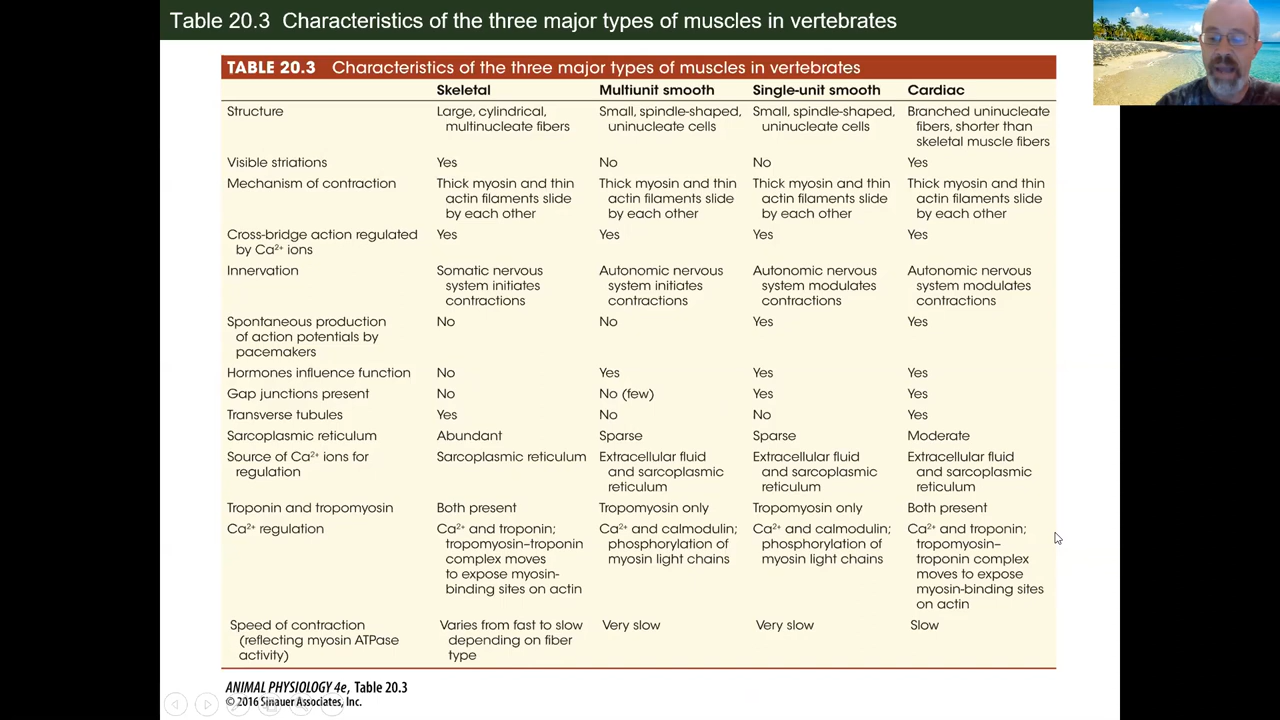 Table 20.3 Characteristics of the three major types of muscles in vertebrates
TABLE 20.3 Characteristics of the three major types of muscles in vertebrates
Skeletal Multiunit smooth Single-unit smooth Cardiac
Structure Large, cylindrical, Small, spindle-shaped, Small, spindle-shaped, Branched uninucleate
multinucleate fibers uninucleate cells uninucleate cells fibers, shorter than
skeletal muscle fibers
Visible striations Yes No No Yes
Mechanism of contraction Thick myosin and thin Thick myosin and thin Thick myosin and thin Thick myosin and thin
actin filaments slide actin filaments slide actin filaments slide actin filaments slide
by each other by each other by each other by each other
Cross-bridge action regulated Yes Yes Yes Yes
by Ca²⁺ ions
Innervation Somatic nervous Autonomic nervous Autonomic nervous Autonomic nervous
system initiates system initiates system modulates system modulates
contractions contractions contractions contractions
Spontaneous production No No Yes Yes
of action potentials by
pacemakers
Hormones influence function No Yes Yes Yes
Gap junctions present No No (few) Yes Yes
Transverse tubules Yes No No Yes
Sarcoplasmic reticulum Abundant Sparse Sparse Moderate
Source of Ca²⁺ ions for Sarcoplasmic reticulum Extracellular fluid Extracellular fluid Extracellular fluid
regulation and sarcoplasmic and sarcoplasmic and sarcoplasmic
reticulum reticulum reticulum
Troponin and tropomyosin Both present Tropomyosin only Tropomyosin only Both present
Ca²⁺ regulation Ca²⁺ and troponin; Ca²⁺ and calmodulin; Ca²⁺ and calmodulin; Ca²⁺ and troponin;
tropomyosin–troponin phosphorylation of phosphorylation of tropomyosin–
complex moves myosin light chains myosin light chains troponin complex
to expose myosin- moves to expose
binding sites on actin myosin-binding sites
on actin
Speed of contraction Varies from fast to slow Very slow Very slow Slow
(reflecting myosin ATPase depending on fiber
activity) type
ANIMAL PHYSIOLOGY 4e, Table 20.3
© 2016 Sinauer Associates, Inc.